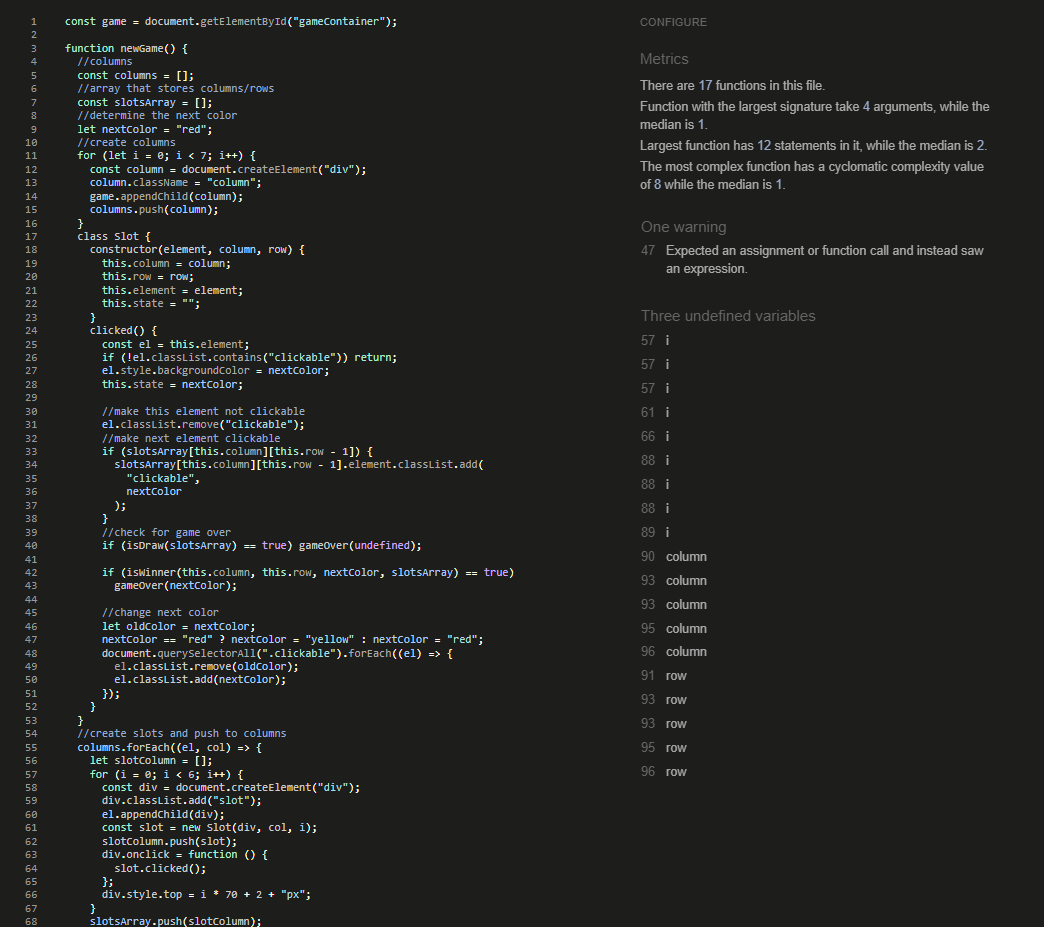 1 const game = document.getElementById("gameContainer");
2
3 function newGame() {
4 //columns
5 const columns = [];
6 //array that stores columns/rows
7 const slotsArray = [];
8 //determine the next color
9 let nextColor = "red";
10 //create columns
11 for (let i = 0; i < 7; i++) {
12 const column = document.createElement("div");
13 column.className = "column";
14 game.appendChild(column);
15 columns.push(column);
16 }
17 class Slot {
18 constructor(element, column, row) {
19 this.column = column;
20 this.row = row;
21 this.element = element;
22 this.state = "";
23 }
24 clicked() {
25 const el = this.element;
26 if (!el.classList.contains("clickable")) return;
27 el.style.backgroundColor = nextColor;
28 this.state = nextColor;
29
30 //make this element not clickable
31 el.classList.remove("clickable");
32 //make next element clickable
33 if (slotsArray[this.column][this.row - 1]) {
34 slotsArray[this.column][this.row - 1].element.classList.add(
35 "clickable",
36 nextColor
37 );
38 }
39 //check for game over
40 if (isDraw(slotsArray) == true) gameOver(undefined);
41
42 if (isWinner(this.column, this.row, nextColor, slotsArray) == true)
43 gameOver(nextColor);
44
45 //change next color
46 let oldColor = nextColor;
47 nextColor == "red" ? nextColor = "yellow" : nextColor = "red";
48 document.querySelectorAll(".clickable").forEach((el) => {
49 el.classList.remove(oldColor);
50 el.classList.add(nextColor);
51 });
52 }
53 }
54 //create slots and push to columns
55 columns.forEach((el, col) => {
56 let slotColumn = [];
57 for (i = 0; i < 6; i++) {
58 const div = document.createElement("div");
59 div.classList.add("slot");
60 el.appendChild(div);
61 const slot = new Slot(div, col, i);
62 slotColumn.push(slot);
63 div.onclick = function () {
64 slot.clicked();
65 };
66 div.style.top = i * 70 + 2 + "px";
67 }
68 slotsArray.push(slotColumn);
CONFIGURE
Metrics
There are 17 functions in this file.
Function with the largest signature take 4 arguments, while the
median is 1.
Largest function has 12 statements in it, while the median is 2.
The most complex function has a cyclomatic complexity value
of 8 while the median is 1.
One warning
47 Expected an assignment or function call and instead saw
an expression.
Three undefined variables
57 i
57 i
57 i
61 i
66 i
88 i
88 i
88 i
89 i
90 column
93 column
93 column
95 column
96 column
91 row
93 row
93 row
95 row
96 row